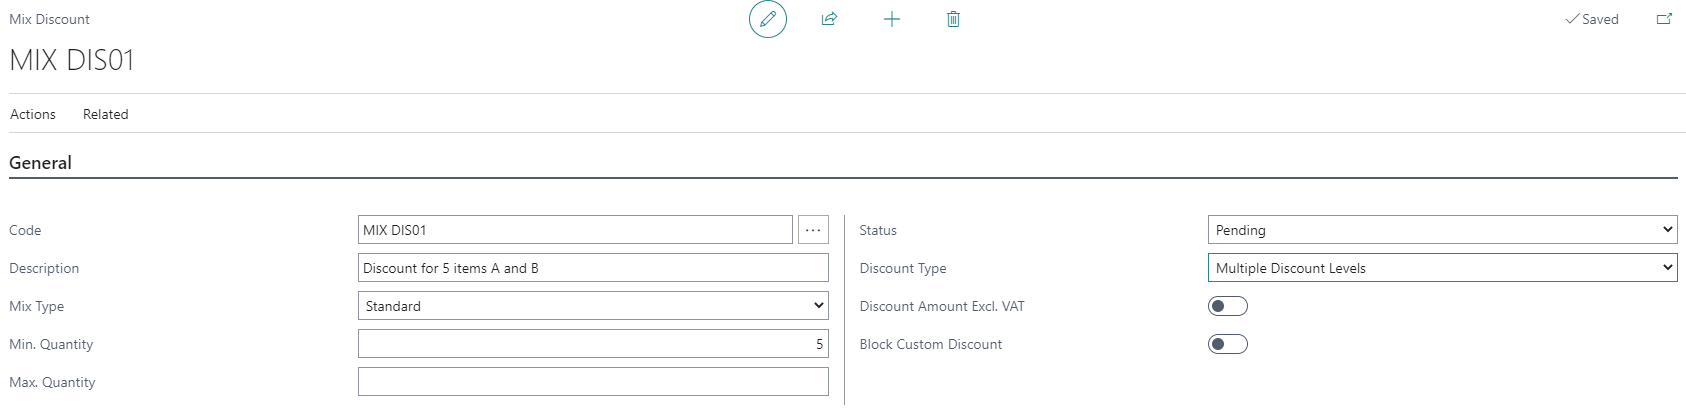 Mix Discount
Saved
MIX DIS01
Actions Related
General
Code MIX DIS01 ...
Description Discount for 5 items A and B
Mix Type Standard
Min. Quantity 5
Max. Quantity
Status Pending
Discount Type Multiple Discount Levels
Discount Amount Excl. VAT
Block Custom Discount